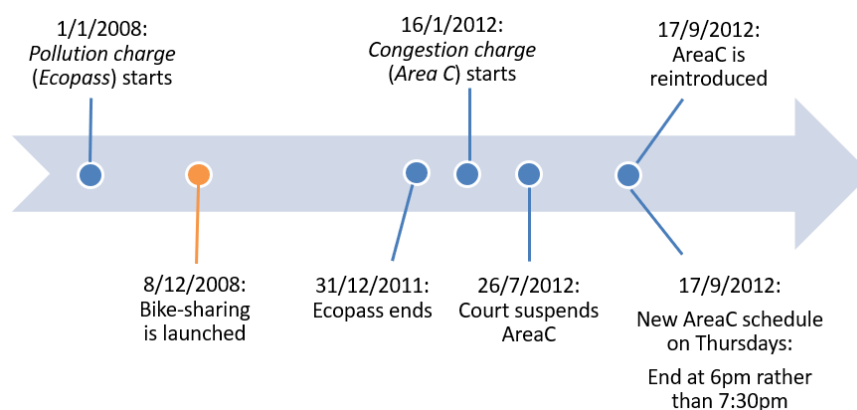 1/1/2008:
Pollution charge
(Ecopass) starts
16/1/2012:
Congestion charge
(Area C) starts
17/9/2012:
AreaC is
reintroduced
8/12/2008:
Bike-sharing
is launched
31/12/2011:
Ecopass ends
26/7/2012:
Court suspends
AreaC
17/9/2012:
New AreaC schedule
on Thursdays:
End at 6pm rather
than 7:30pm